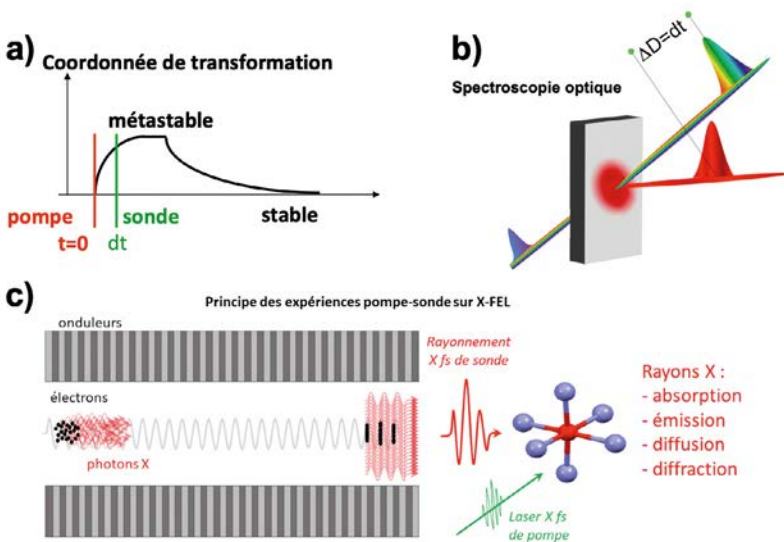 a)
Coordonnée de transformation
métastable
pompe
sonde
stable
t=0
dt
b)
ΔD=dt
Spectroscopie optique
c)
Principe des expériences pompe-sonde sur X-FEL
onduleurs
électrons
photons X
Rayonnement
X fs de sonde
Laser X fs
de pompe
Rayons X :
- absorption
- émission
- diffusion
- diffraction